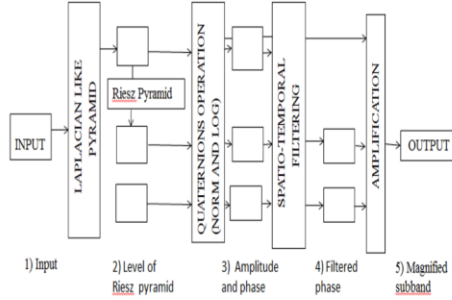 INPUT
LAPLACIAN LIKE
PYRAMID
Riesz Pyramid
QUATERNIONS OPERATION
(NORM AND LOG)
SPATIO-TEMPORAL
FILTERING
AMPLIFICATION
OUTPUT
1) Input
2) Level of
Riesz pyramid
3) Amplitude
and phase
4) Filtered
phase
5) Magnified
subband